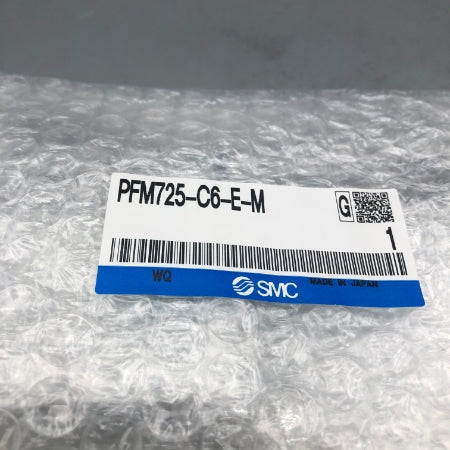 PFM725-C6-E-M
G
1
WQ
SMC
MADE IN JAPAN